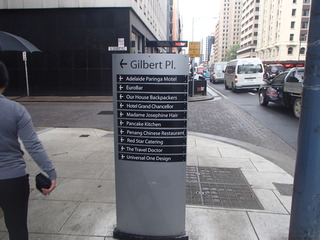 ← Gilbert Pl.
← Adelaide Paringa Motel
← EuroBar
← Our House Backpackers
← Hotel Grand Chancellor
← Madame Josephine Hair
← Pancake Kitchen
← Penang Chinese Restaurant
← Red Star Catering
← The Travel Doctor
← Universal One Design